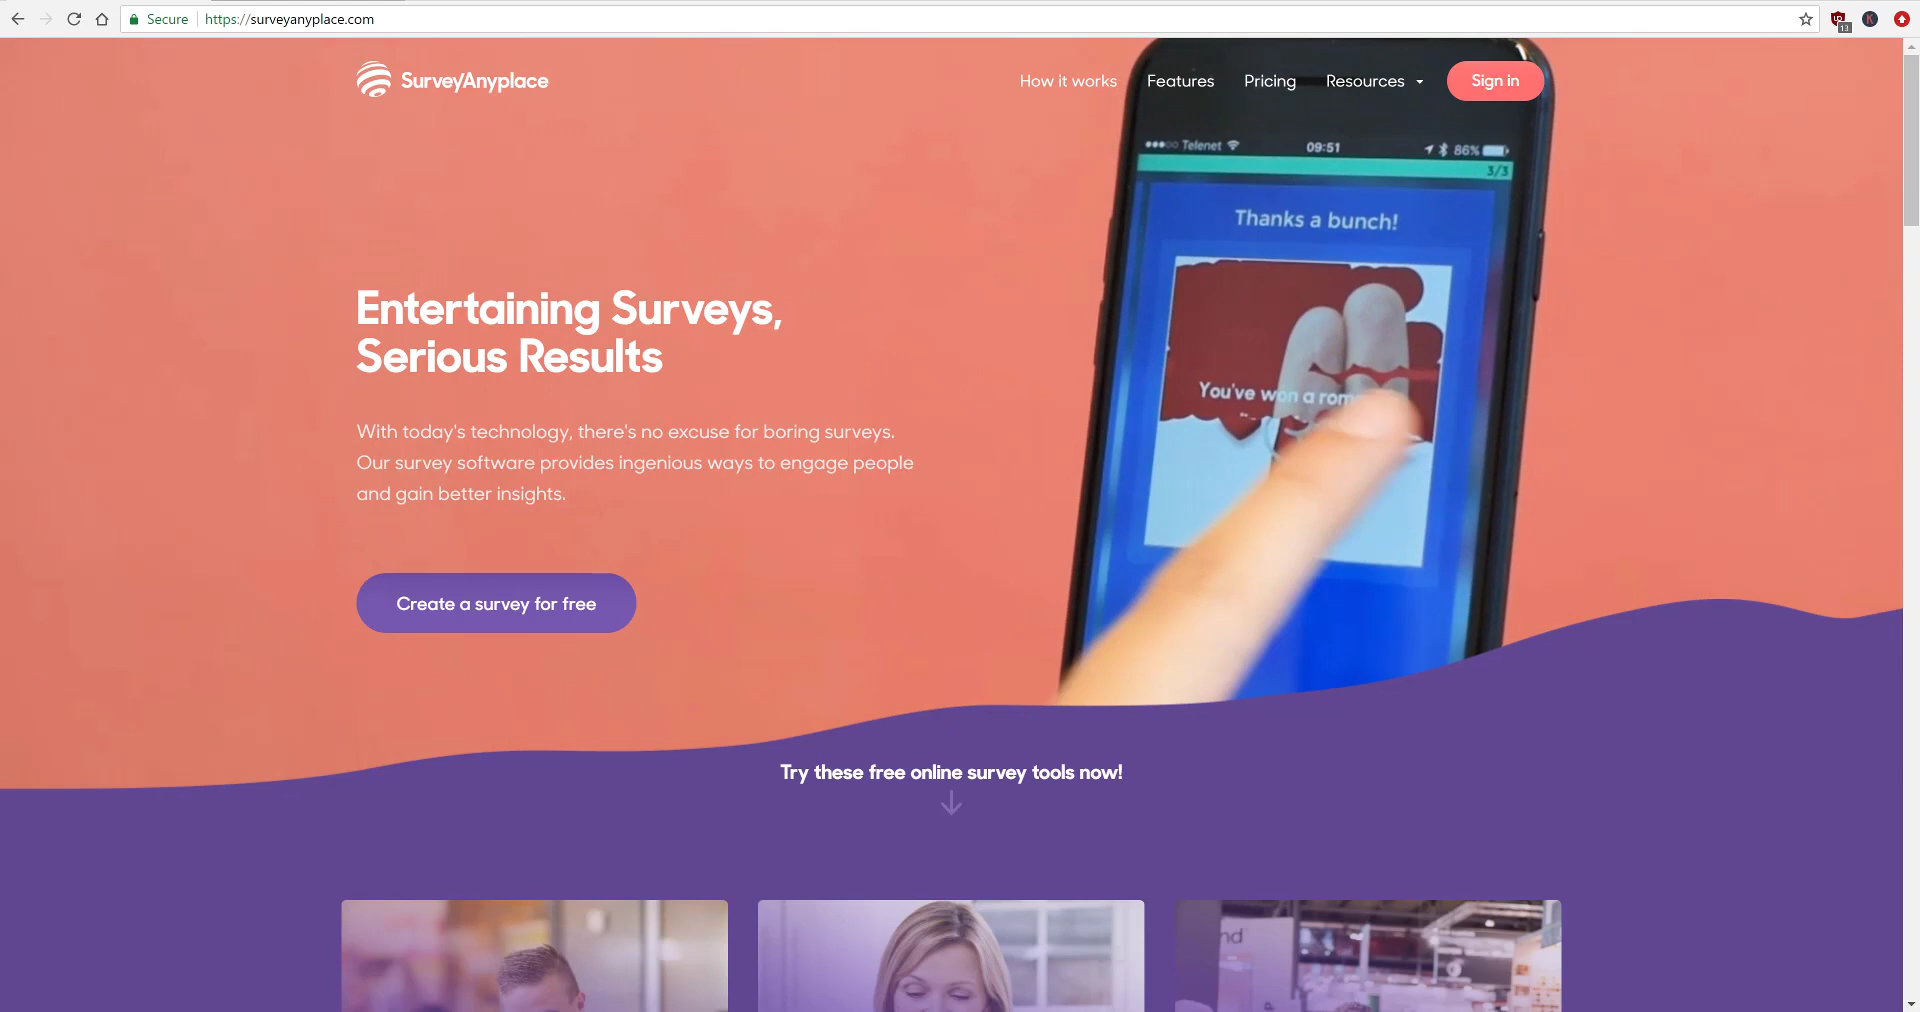 Secure https://surveyanyplace.com
13
K
SurveyAnyplace
How it works Features Pricing Resources Sign in
Telenet 09:51 86%
3/3
Thanks a bunch!
You've won a
Entertaining Surveys,
Serious Results
With today's technology, there's no excuse for boring surveys.
Our survey software provides ingenious ways to engage people
and gain better insights.
Create a survey for free
Try these free online survey tools now!
nd